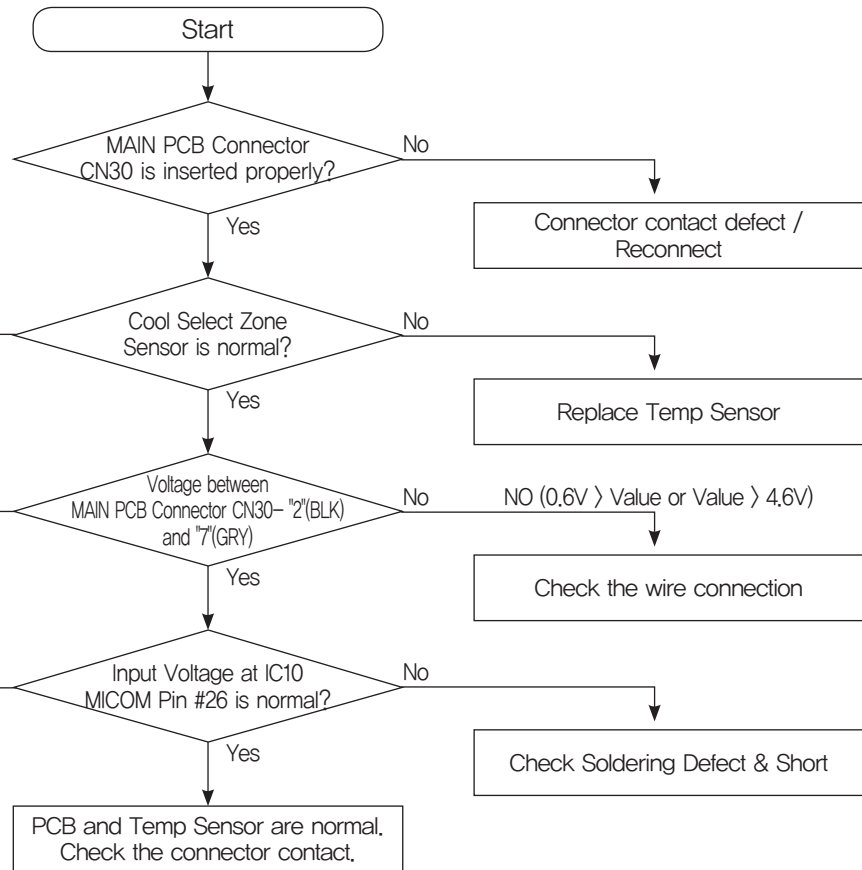 Start
MAIN PCB Connector
CN30 is inserted properly?
No
Connector contact defect /
Reconnect
Yes
Cool Select Zone
Sensor is normal?
No
Replace Temp Sensor
Yes
Voltage between
MAIN PCB Connector CN30- "2"(BLK)
and "7"(GRY)
No
NO (0.6V > Value or Value > 4.6V)
Check the wire connection
Yes
Input Voltage at IC10
MICOM Pin #26 is normal?
No
Check Soldering Defect & Short
Yes
PCB and Temp Sensor are normal.
Check the connector contact.